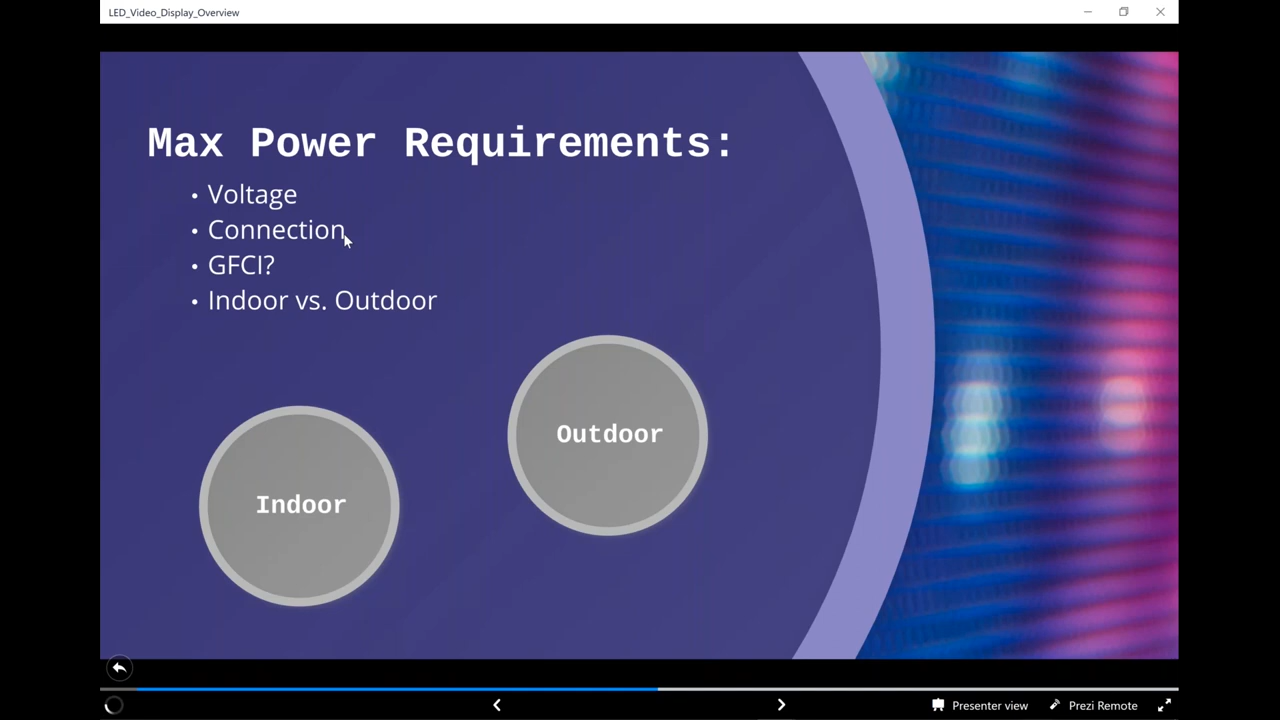 LED_Video_Display_Overview
Max Power Requirements:
• Voltage
• Connection
• GFCI?
• Indoor vs. Outdoor
Outdoor
Indoor
Presenter view
Prezi Remote